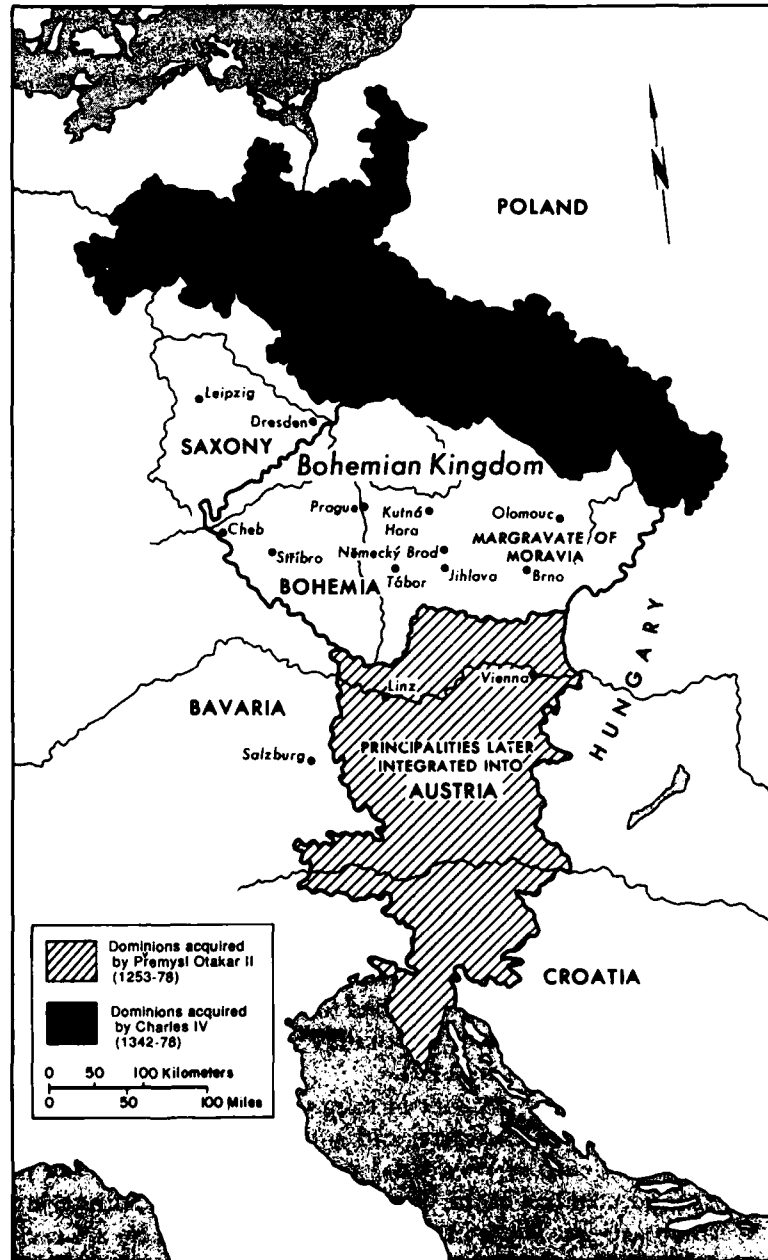 N
POLAND
Leipzig
Dresden
SAXONY
Bohemian Kingdom
Prague
Kutná
Hora
Olomouc
Cheb
MARGRAVATE OF
MORAVIA
Stříbro
Německý Brod
BOHEMIA
Tábor
Jihlava
Brno
HUNGARY
Linz
Vienna
BAVARIA
Salzburg
PRINCIPALITIES LATER
INTEGRATED INTO
AUSTRIA
CROATIA
Dominions acquired
by Přemysl Otakar II
(1253-78)
Dominions acquired
by Charles IV
(1342-78)
0 50 100 Kilometers
0 50 100 Miles